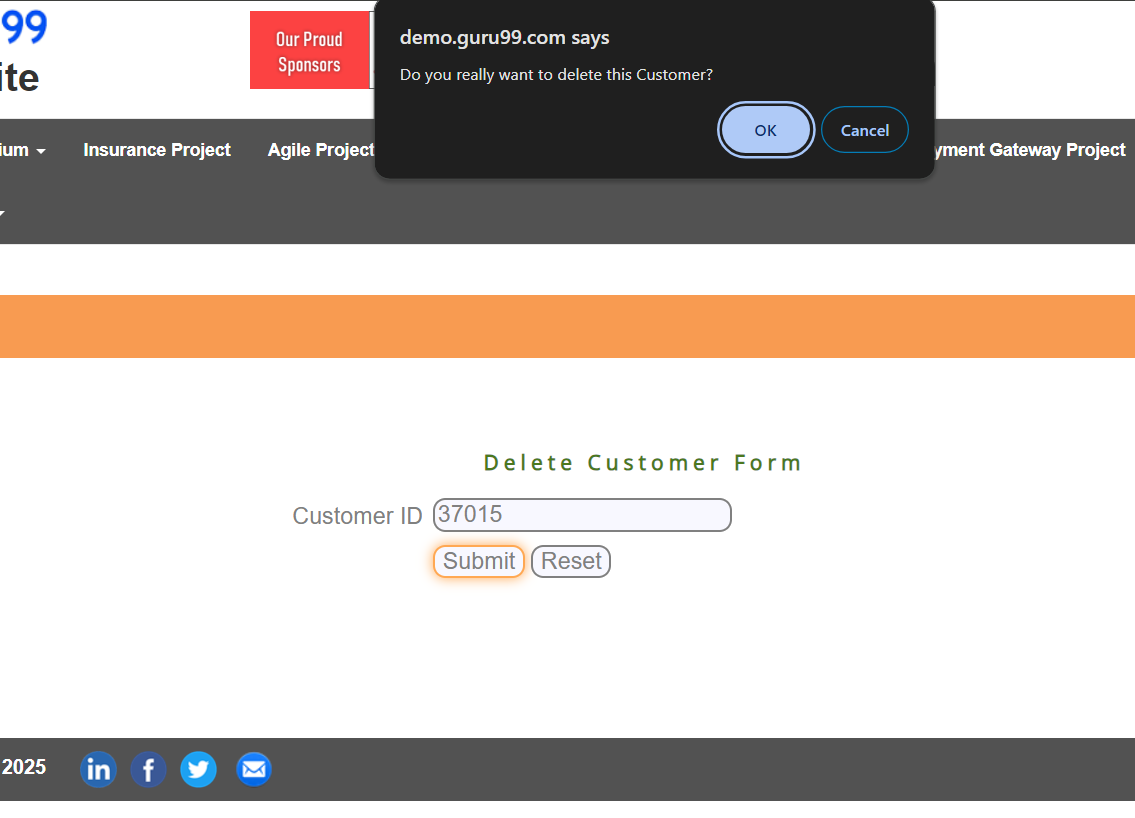 99
ite
Our Proud
Sponsors
demo.guru99.com says
Do you really want to delete this Customer?
OK
Cancel
ium
Insurance Project
Agile Project
yment Gateway Project
Delete Customer Form
Customer ID
37015
Submit
Reset
2025